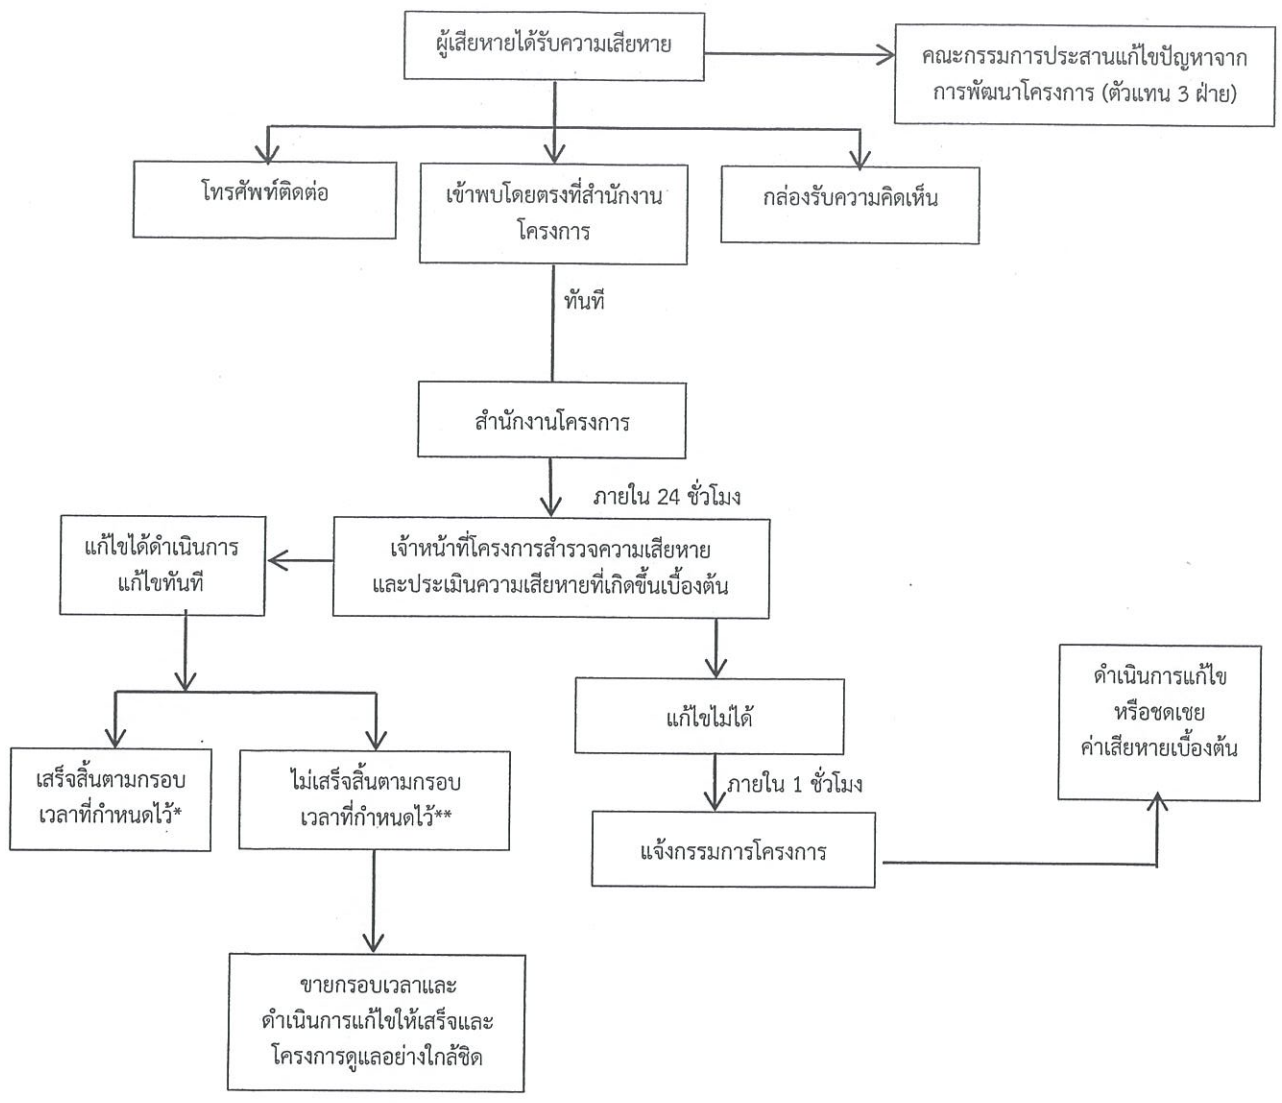 ผู้เสียหายได้รับความเสียหาย
คณะกรรมการประสานแก้ไขปัญหาจาก
การพัฒนาโครงการ (ตัวแทน 3 ฝ่าย)
โทรศัพท์ติดต่อ
เข้าพบโดยตรงที่สำนักงาน
โครงการ
กล่องรับความคิดเห็น
ทันที
สำนักงานโครงการ
ภายใน 24 ชั่วโมง
แก้ไขได้ดำเนินการ
แก้ไขทันที
เจ้าหน้าที่โครงการสำรวจความเสียหาย
และประเมินความเสียหายที่เกิดขึ้นเบื้องต้น
แก้ไขไม่ได้
ดำเนินการแก้ไข
หรือชดเชย
ค่าเสียหายเบื้องต้น
เสร็จสิ้นตามกรอบ
เวลาที่กำหนดไว้*
ไม่เสร็จสิ้นตามกรอบ
เวลาที่กำหนดไว้**
ภายใน 1 ชั่วโมง
แจ้งกรรมการโครงการ
ขายกรอบเวลาและ
ดำเนินการแก้ไขให้เสร็จและ
โครงการดูแลอย่างใกล้ชิด